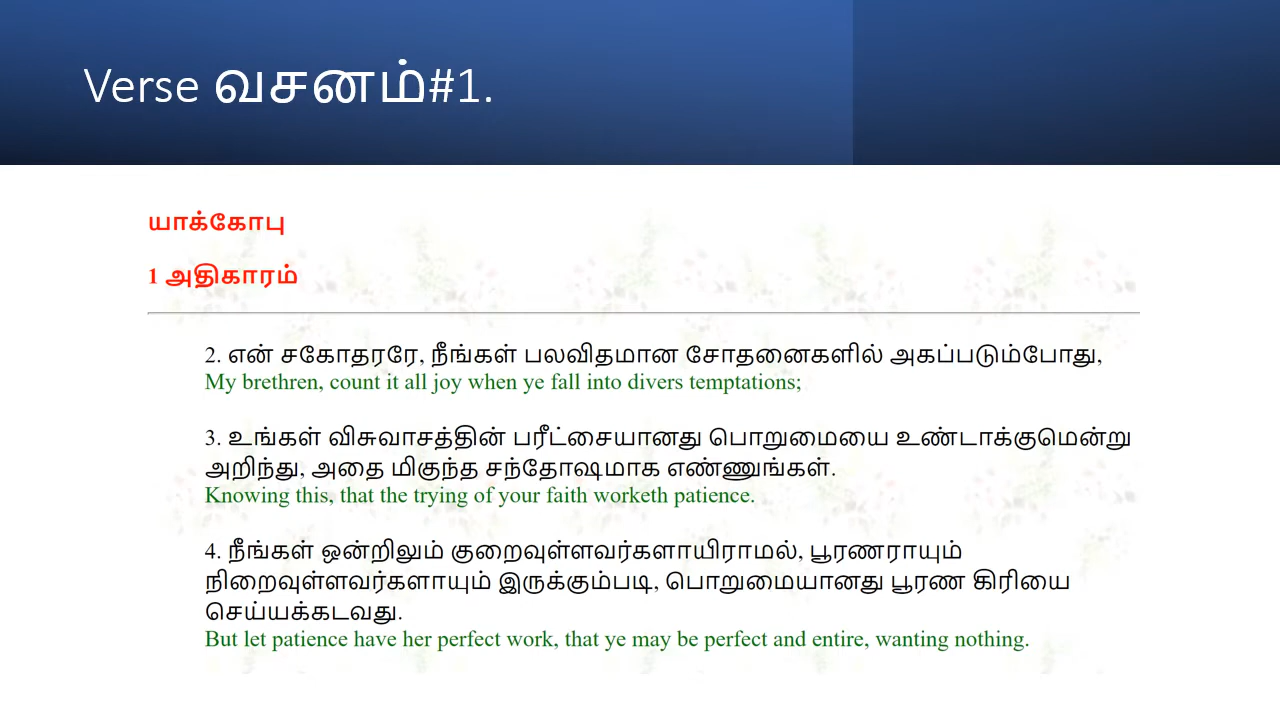 Verse வசனம்#1.
யாக்கோபு
1 அதிகாரம்
2. என் சகோதரரே, நீங்கள் பலவிதமான சோதனைகளில் அகப்படும்போது,
My brethren, count it all joy when ye fall into divers temptations;
3. உங்கள் விசுவாசத்தின் பரீட்சையானது பொறுமையை உண்டாக்குமென்று
அறிந்து, அதை மிகுந்த சந்தோஷமாக எண்ணுங்கள்.
Knowing this, that the trying of your faith worketh patience.
4. நீங்கள் ஒன்றிலும் குறைவுள்ளவர்களாயிராமல், பூரணராயும்
நிறைவுள்ளவர்களாயும் இருக்கும்படி, பொறுமையானது பூரண கிரியை
செய்யக்கடவது.
But let patience have her perfect work, that ye may be perfect and entire, wanting nothing.